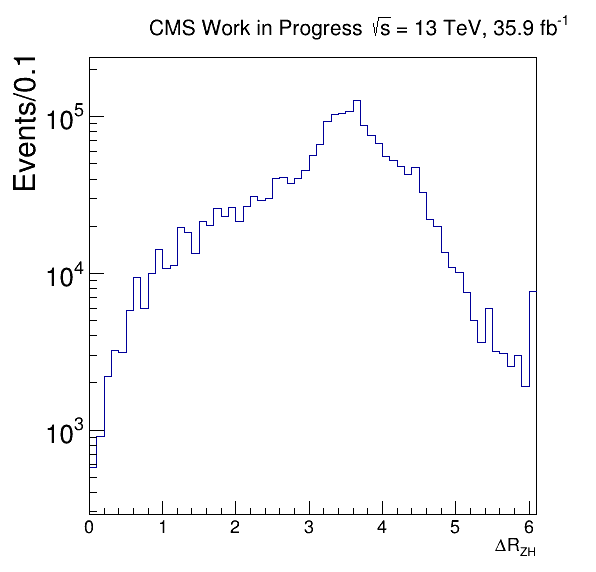 CMS Work in Progress √s = 13 TeV, 35.9 fb⁻¹
Events/0.1
10⁵
10⁴
10³
0 1 2 3 4 5 6
ΔR_ZH